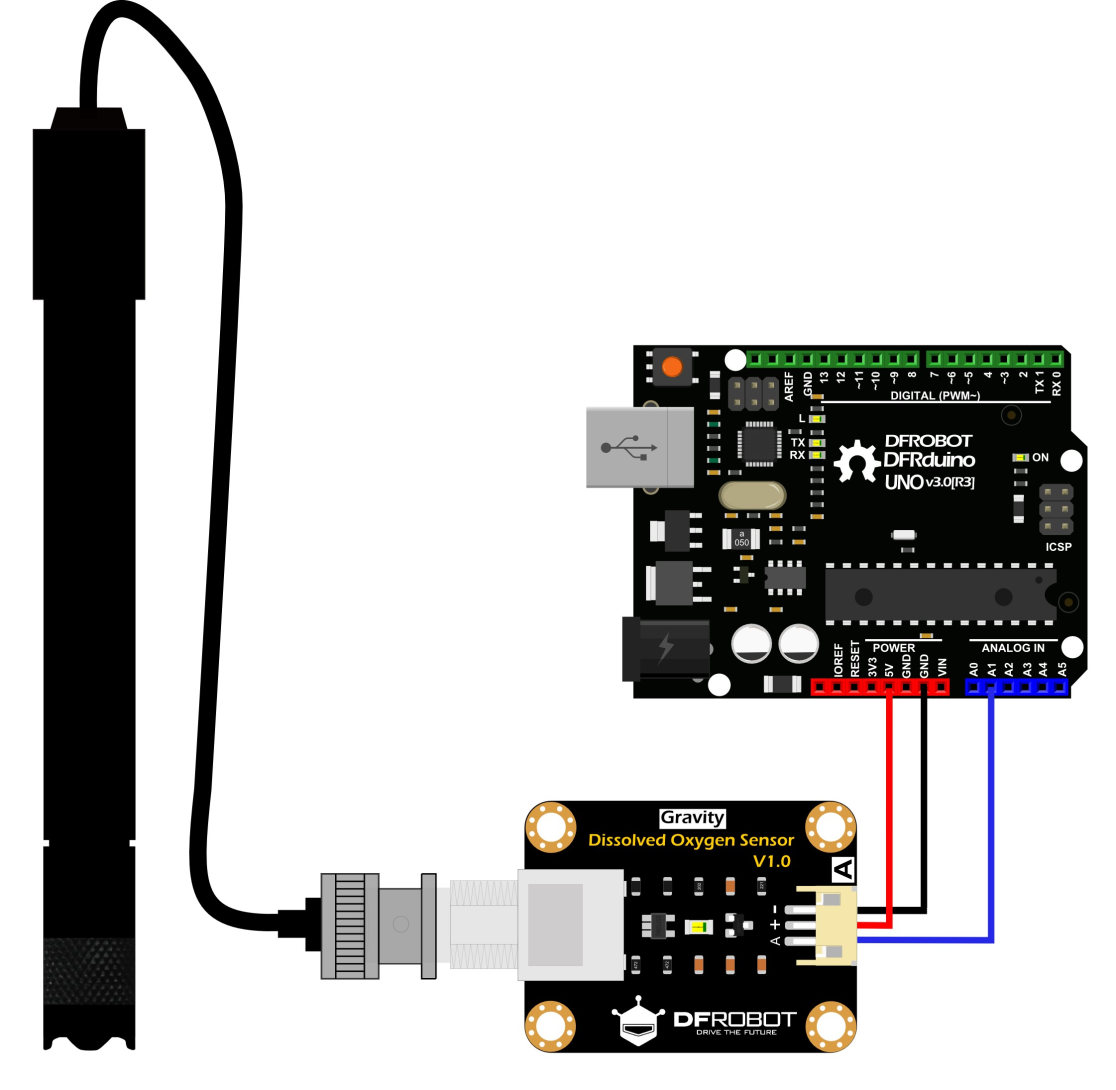 AREF
GND
13
12
~11
~10
~9
8
7
~6
~5
4
~3
2
TX 1
RX 0
DIGITAL (PWM~)
L
TX
RX
DFROBOT
DFRduino
UNO v3.0[R3]
ON
ICSP
a
050
POWER
ANALOG IN
IOREF
RESET
3V3
5V
GND
GND
VIN
A0
A1
A2
A3
A4
A5
Gravity
Dissolved Oxygen Sensor
V1.0
A
-
+
A
DFROBOT
DRIVE THE FUTURE